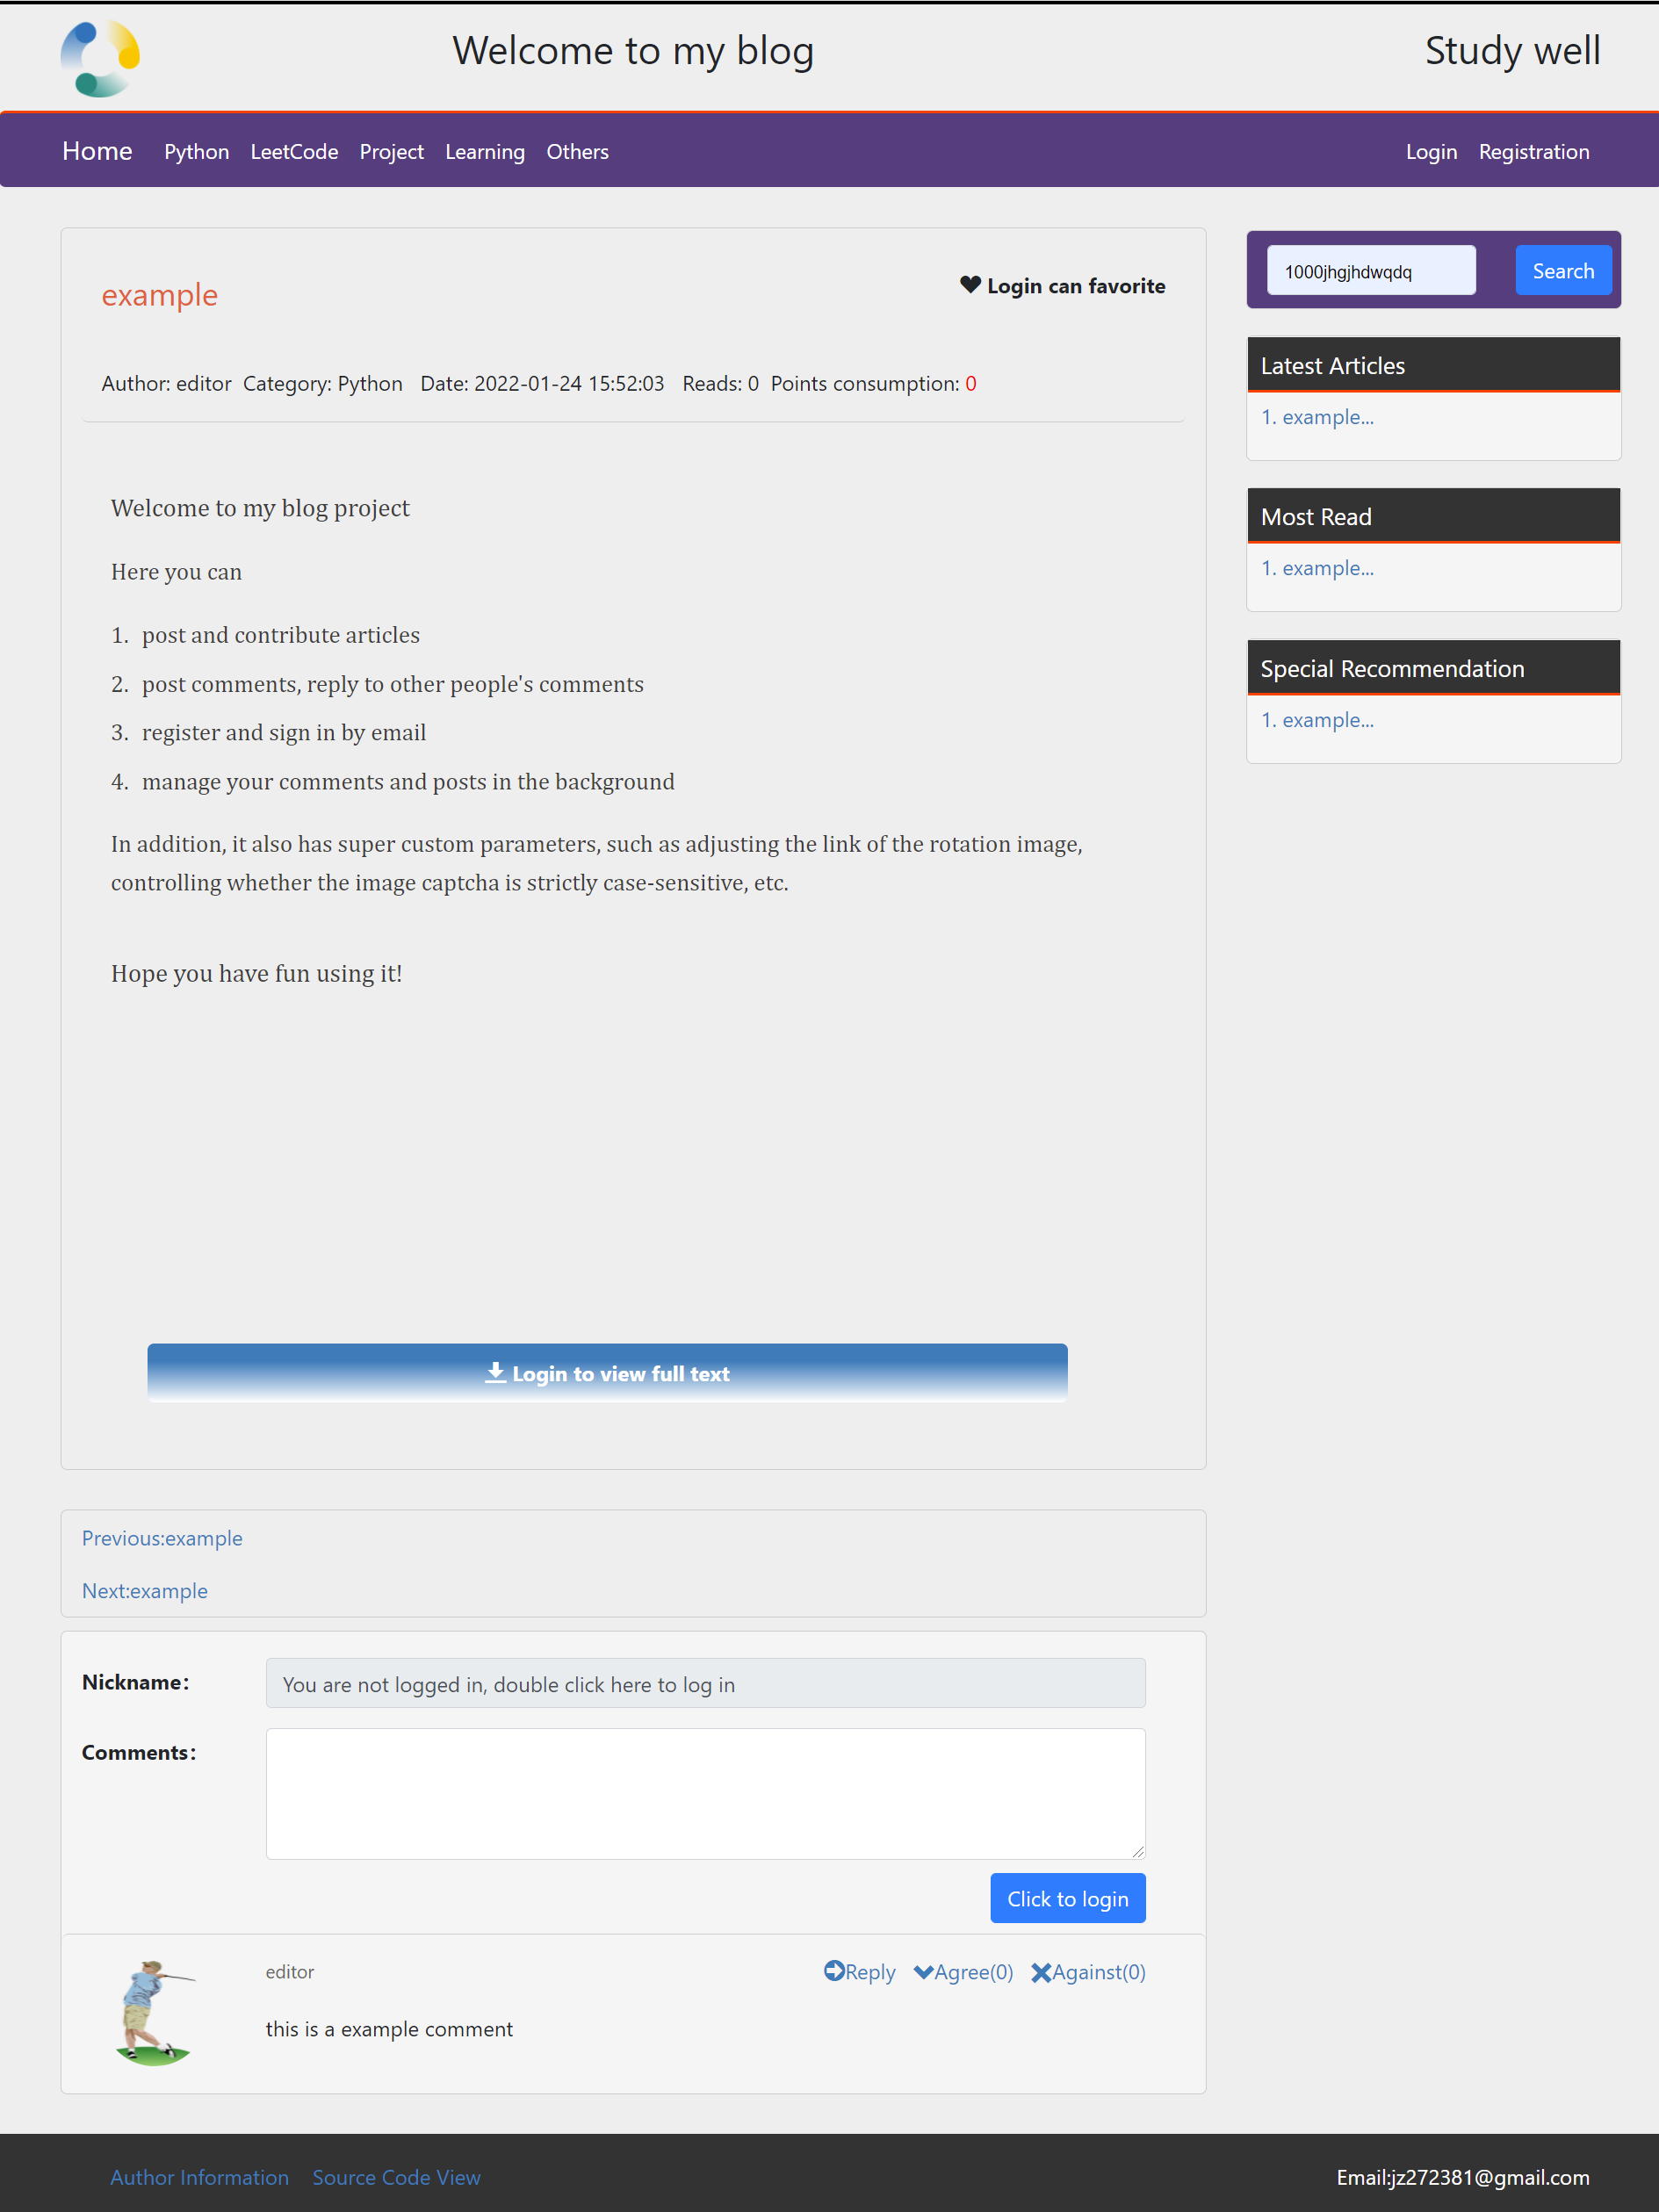 Welcome to my blog
Study well
Home Python LeetCode Project Learning Others Login Registration
example
Login can favorite
Author: editor Category: Python Date: 2022-01-24 15:52:03 Reads: 0 Points consumption: 0
Welcome to my blog project
Here you can
1. post and contribute articles
2. post comments, reply to other people's comments
3. register and sign in by email
4. manage your comments and posts in the background
In addition, it also has super custom parameters, such as adjusting the link of the rotation image,
controlling whether the image captcha is strictly case-sensitive, etc.
Hope you have fun using it!
Login to view full text
1000jhgjhdwqdq Search
Latest Articles
1. example...
Most Read
1. example...
Special Recommendation
1. example...
Previous:example
Next:example
Nickname: You are not logged in, double click here to log in
Comments:
Click to login
editor Reply Agree(0) Against(0)
this is a example comment
Author Information Source Code View Email:jz272381@gmail.com